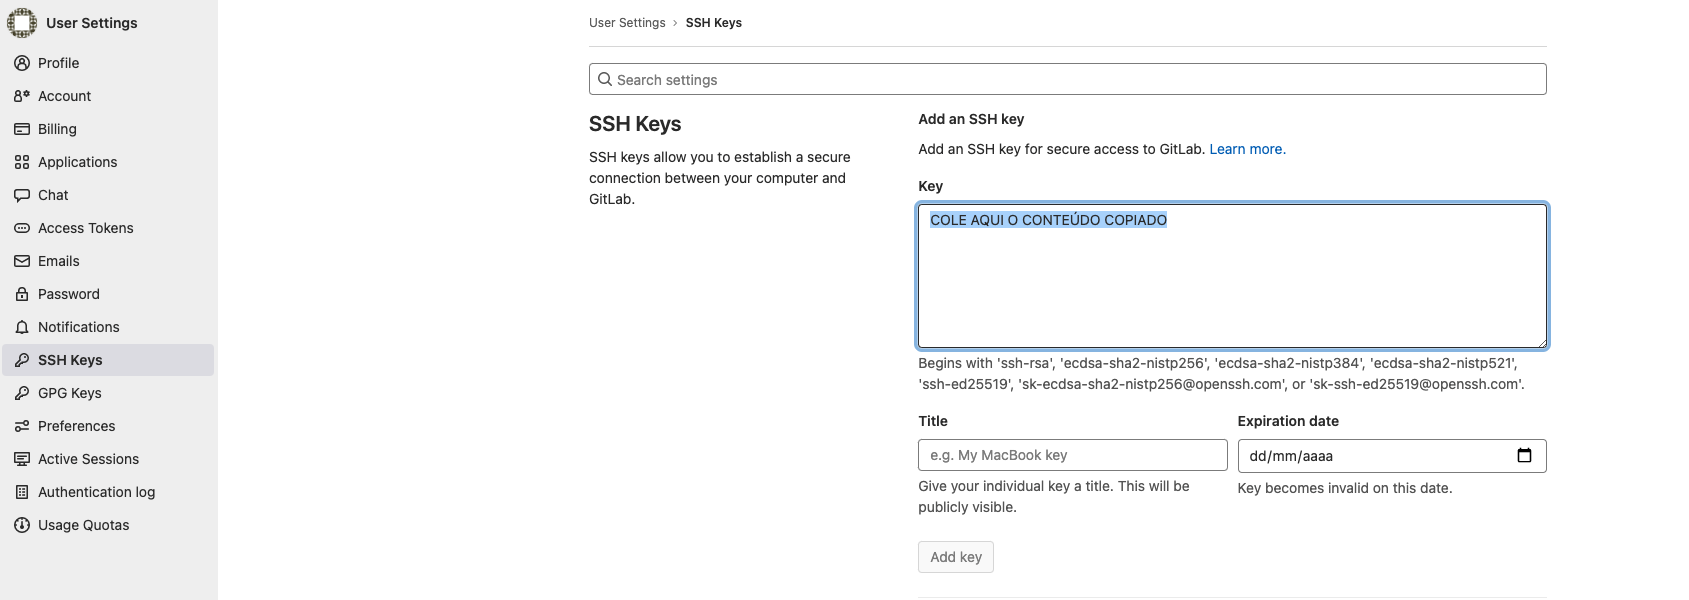 User Settings
Profile
Account
Billing
Applications
Chat
Access Tokens
Emails
Password
Notifications
SSH Keys
GPG Keys
Preferences
Active Sessions
Authentication log
Usage Quotas
User Settings › SSH Keys
Search settings
SSH Keys
SSH keys allow you to establish a secure
connection between your computer and
GitLab.
Add an SSH key
Add an SSH key for secure access to GitLab. Learn more.
Key
COLE AQUI O CONTEÚDO COPIADO
Begins with 'ssh-rsa', 'ecdsa-sha2-nistp256', 'ecdsa-sha2-nistp384', 'ecdsa-sha2-nistp521',
'ssh-ed25519', 'sk-ecdsa-sha2-nistp256@openssh.com', or 'sk-ssh-ed25519@openssh.com'.
Title
e.g. My MacBook key
Give your individual key a title. This will be
publicly visible.
Expiration date
dd/mm/aaaa
Key becomes invalid on this date.
Add key